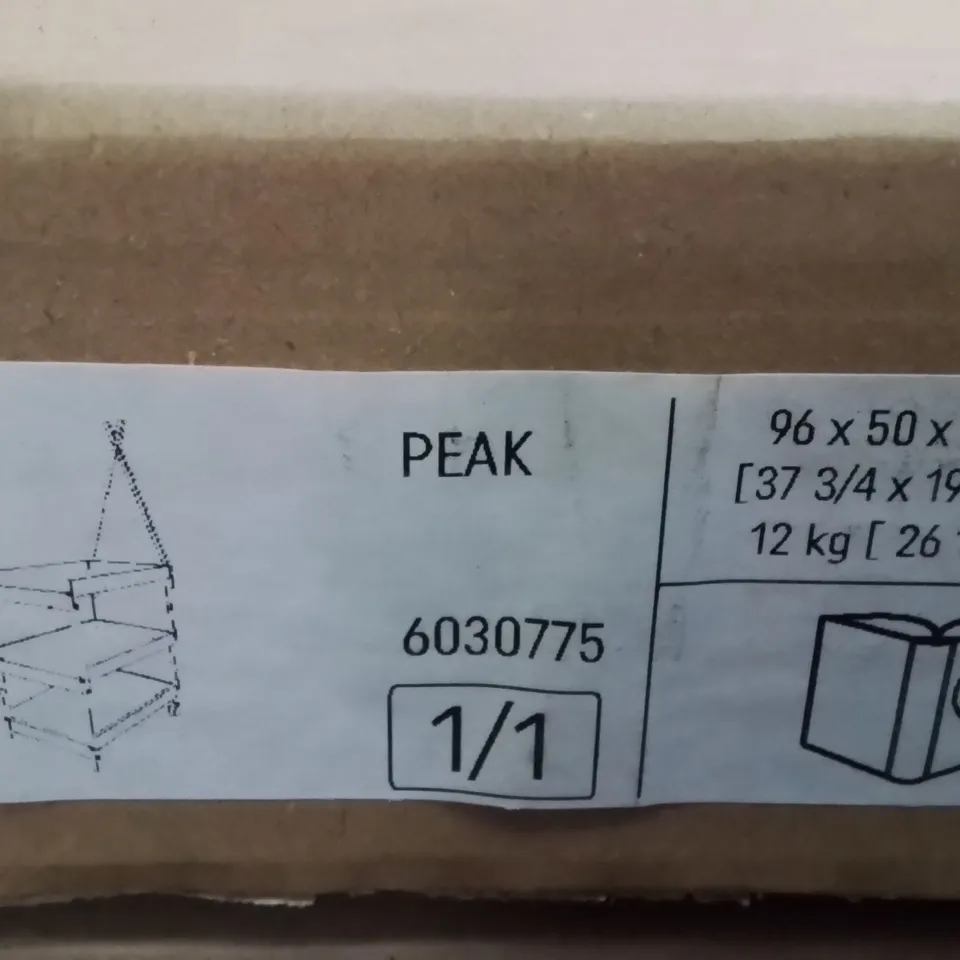 PEAK
6030775
1/1
96 x 50 x
[37 3/4 x 19
12 kg [ 26